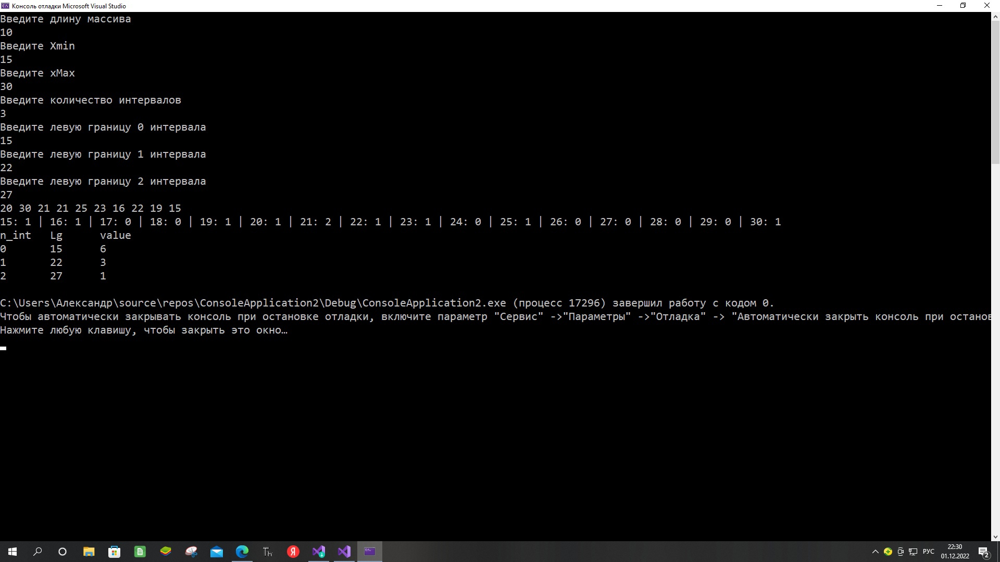 Консоль отладки Microsoft Visual Studio
Введите длину массива
10
Введите Xmin
15
Введите xMax
30
Введите количество интервалов
3
Введите левую границу 0 интервала
15
Введите левую границу 1 интервала
22
Введите левую границу 2 интервала
27
20 30 21 21 25 23 16 22 19 15
15: 1 | 16: 1 | 17: 0 | 18: 0 | 19: 1 | 20: 1 | 21: 2 | 22: 1 | 23: 1 | 24: 0 | 25: 1 | 26: 0 | 27: 0 | 28: 0 | 29: 0 | 30: 1
n_int Lg value
0 15 6
1 22 3
2 27 1
C:\Users\Александр\source\repos\ConsoleApplication2\Debug\ConsoleApplication2.exe (процесс 17296) завершил работу с кодом 0.
Чтобы автоматически закрывать консоль при остановке отладки, включите параметр "Сервис" ->"Параметры" ->"Отладка" -> "Автоматически закрыть консоль при останов
Нажмите любую клавишу, чтобы закрыть это окно…
РУС
22:30
01.12.2022
2